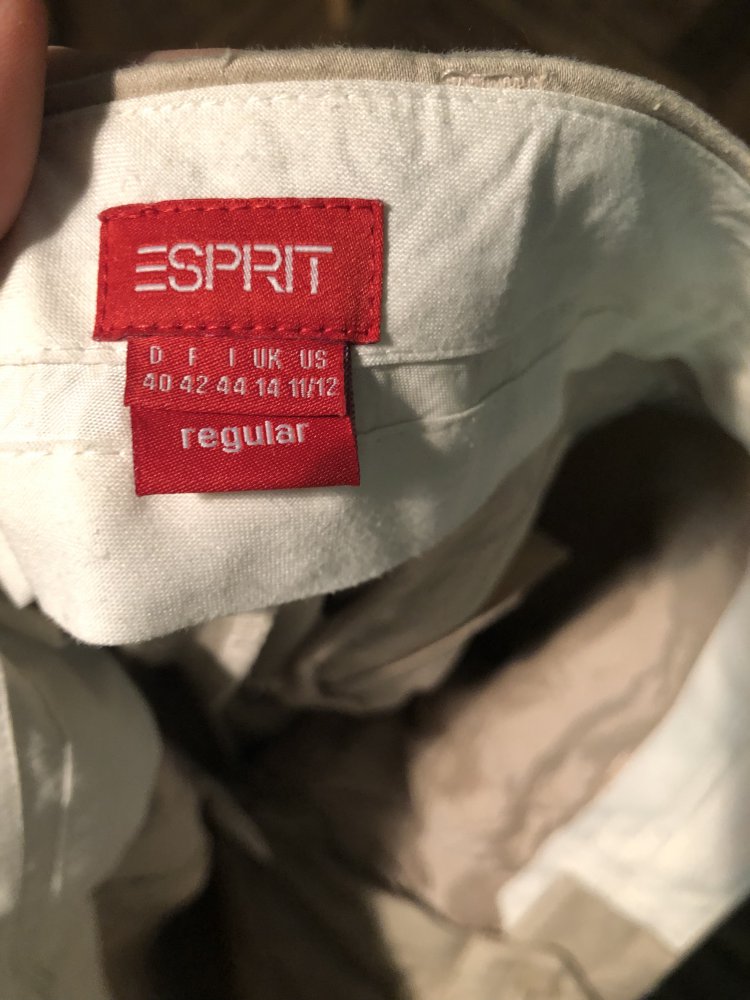 ESPRIT
D F I UK US
40 42 44 14 11/12
regular